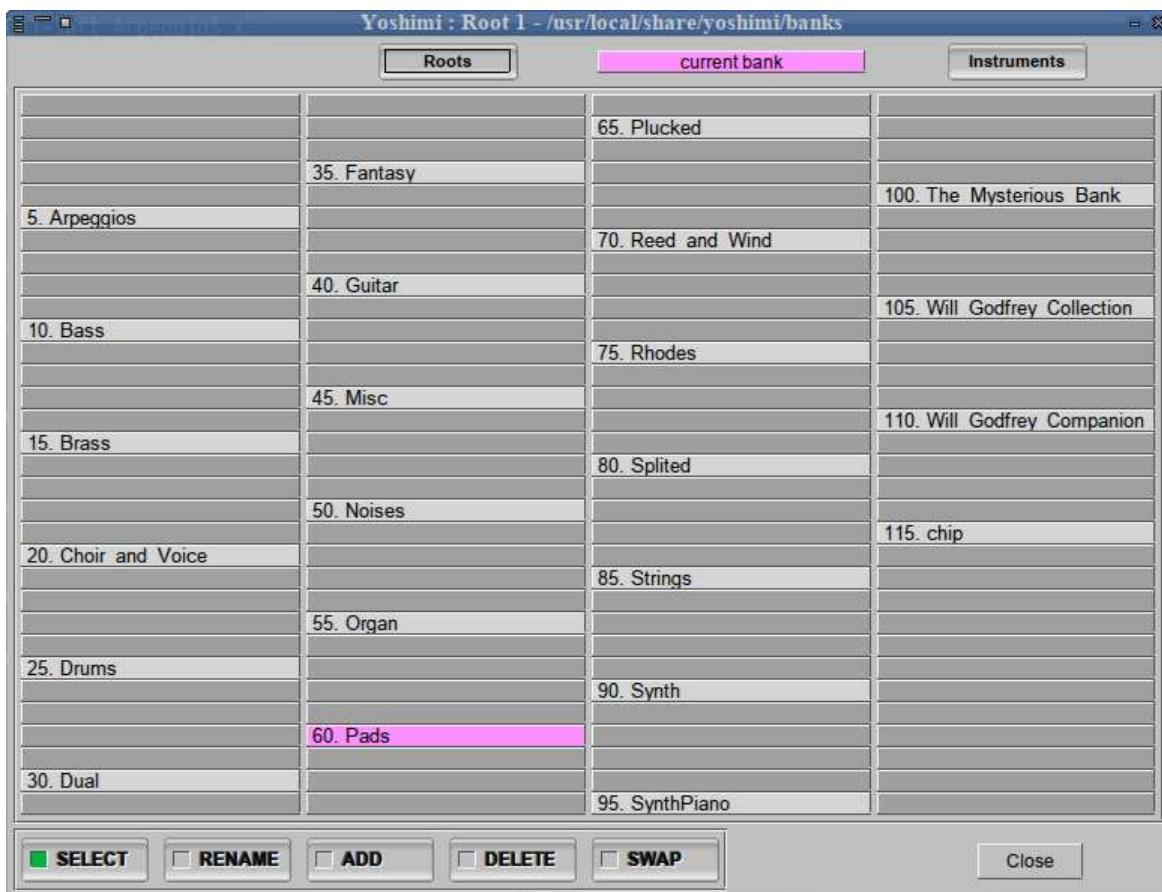 Yoshimi : Root 1 - /usr/local/share/yoshimi/banks
Roots
current bank
Instruments
5. Arpeggios
10. Bass
15. Brass
20. Choir and Voice
25. Drums
30. Dual
35. Fantasy
40. Guitar
45. Misc
50. Noises
55. Organ
60. Pads
65. Plucked
70. Reed and Wind
75. Rhodes
80. Splited
85. Strings
90. Synth
95. SynthPiano
100. The Mysterious Bank
105. Will Godfrey Collection
110. Will Godfrey Companion
115. chip
SELECT
RENAME
ADD
DELETE
SWAP
Close